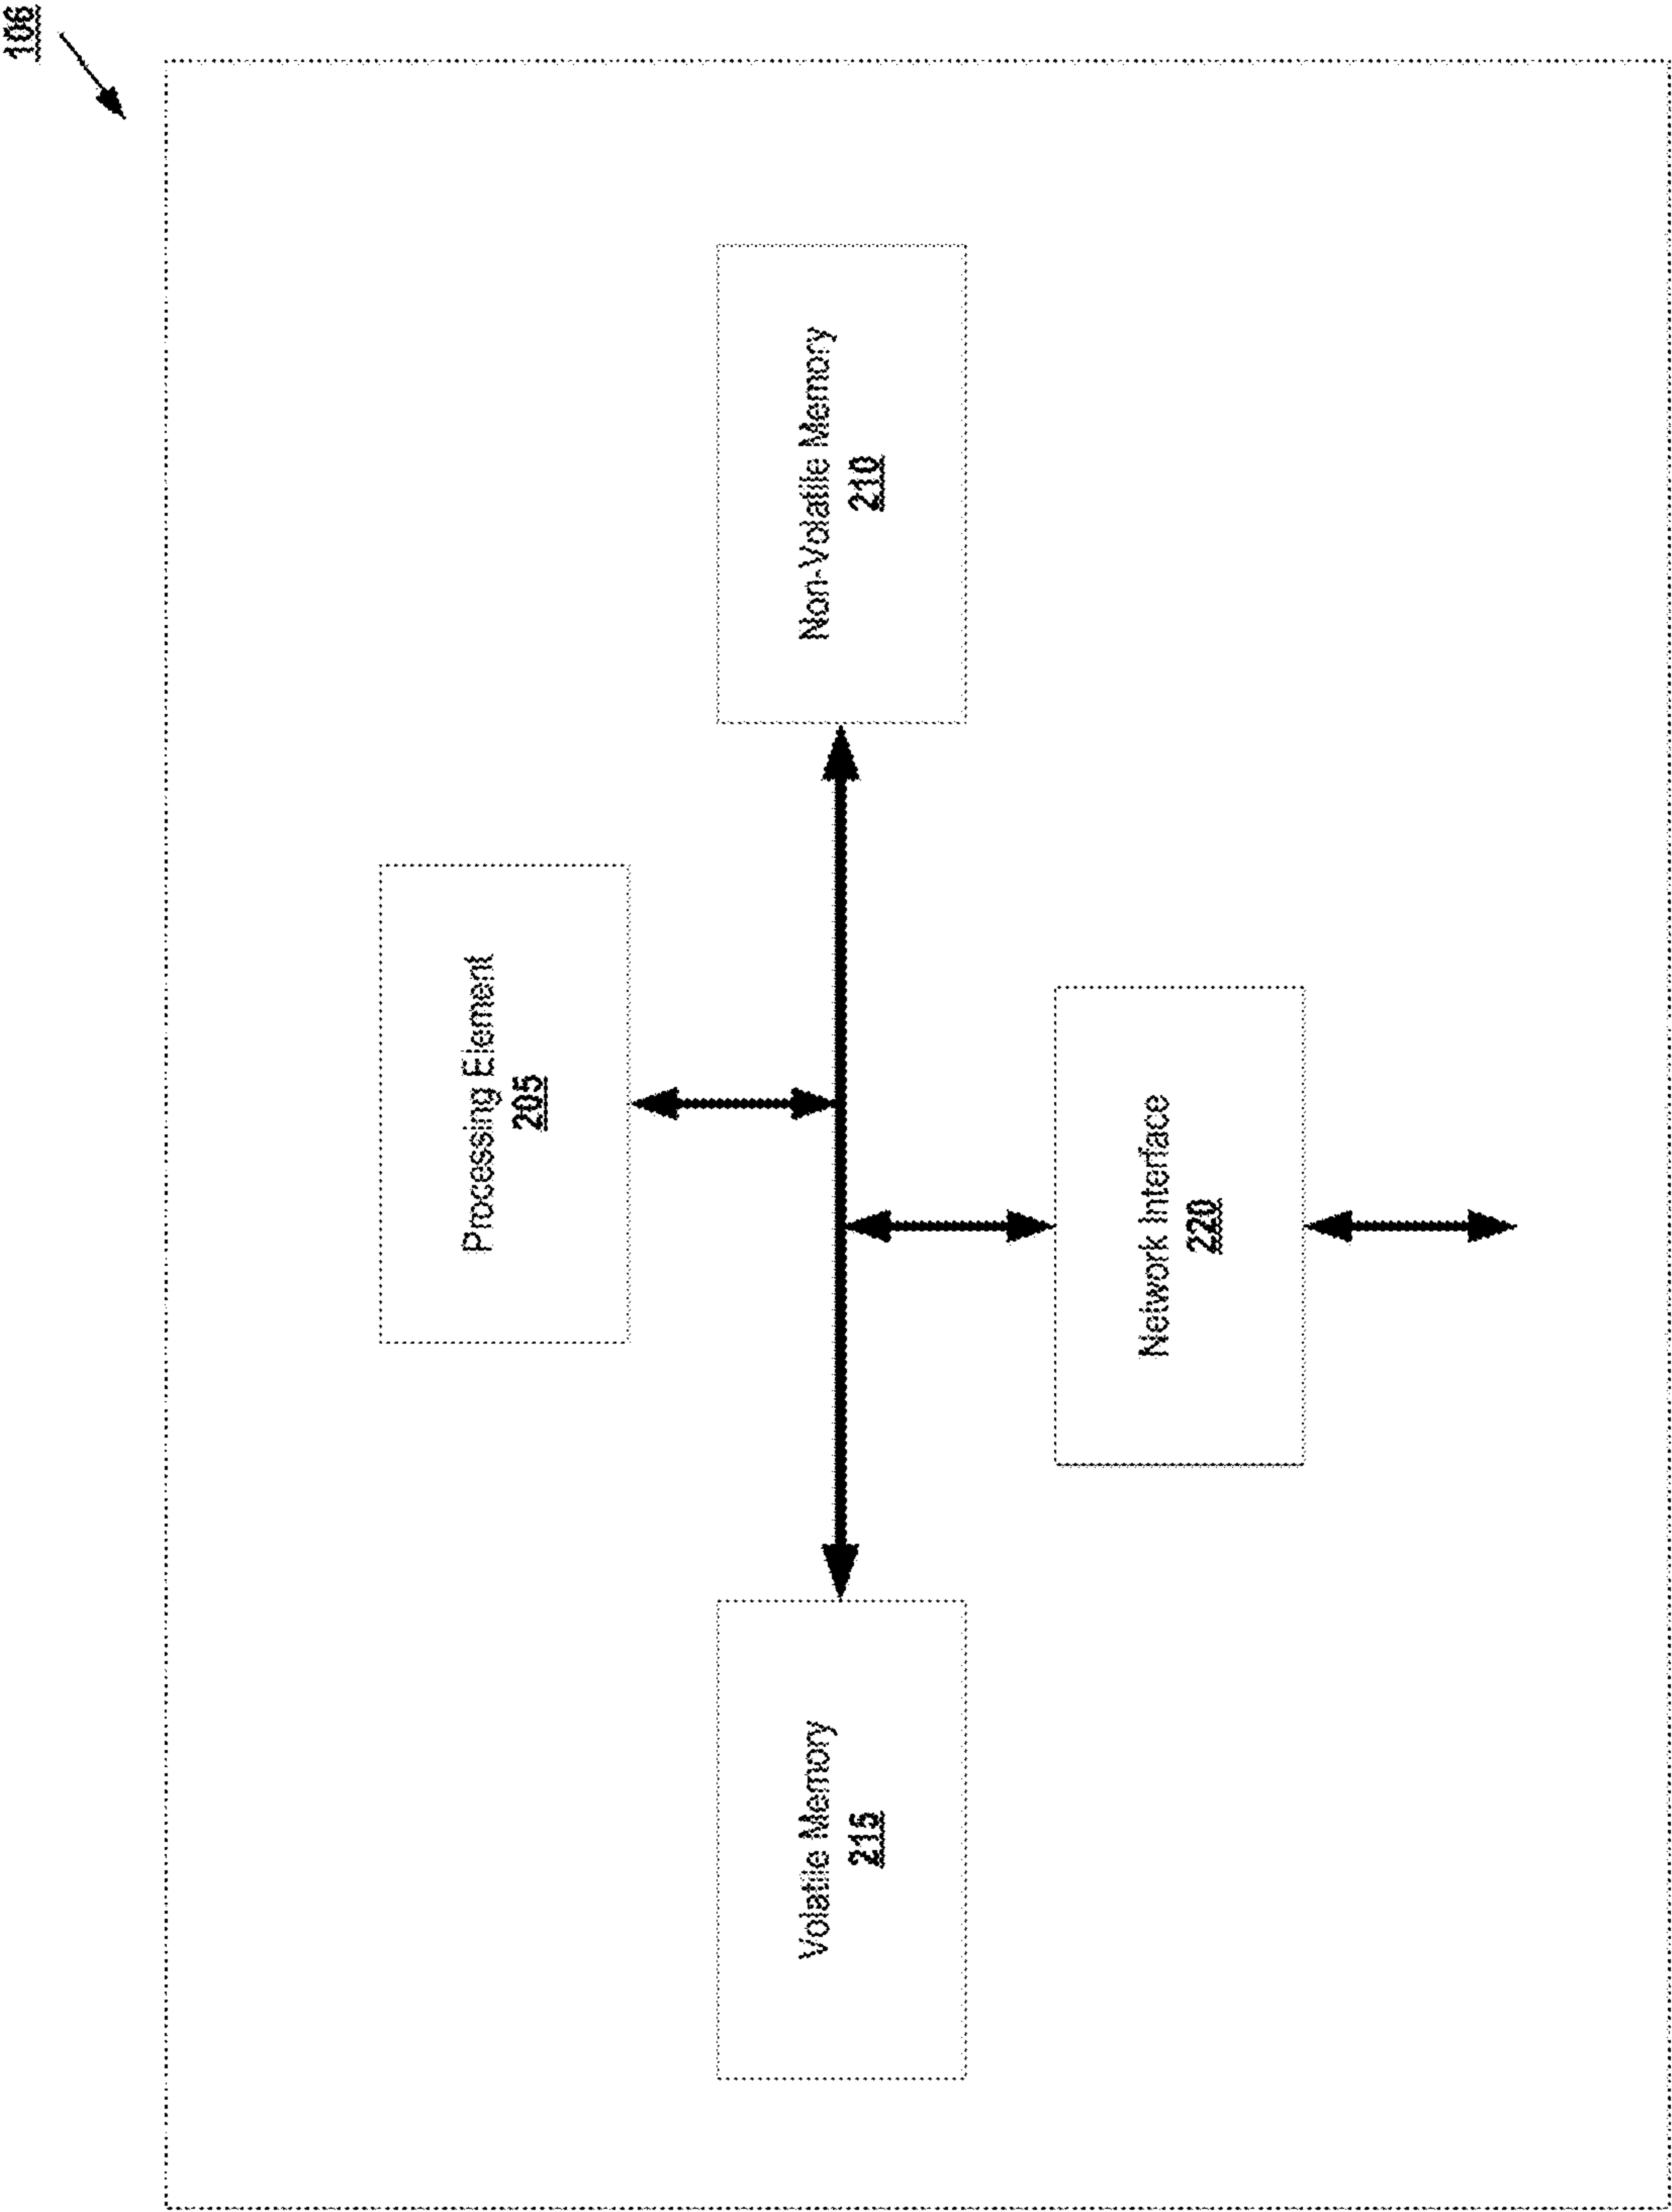 106
Processing Element
205
Volatile Memory
215
Non-Volatile Memory
210
Network Interface
220